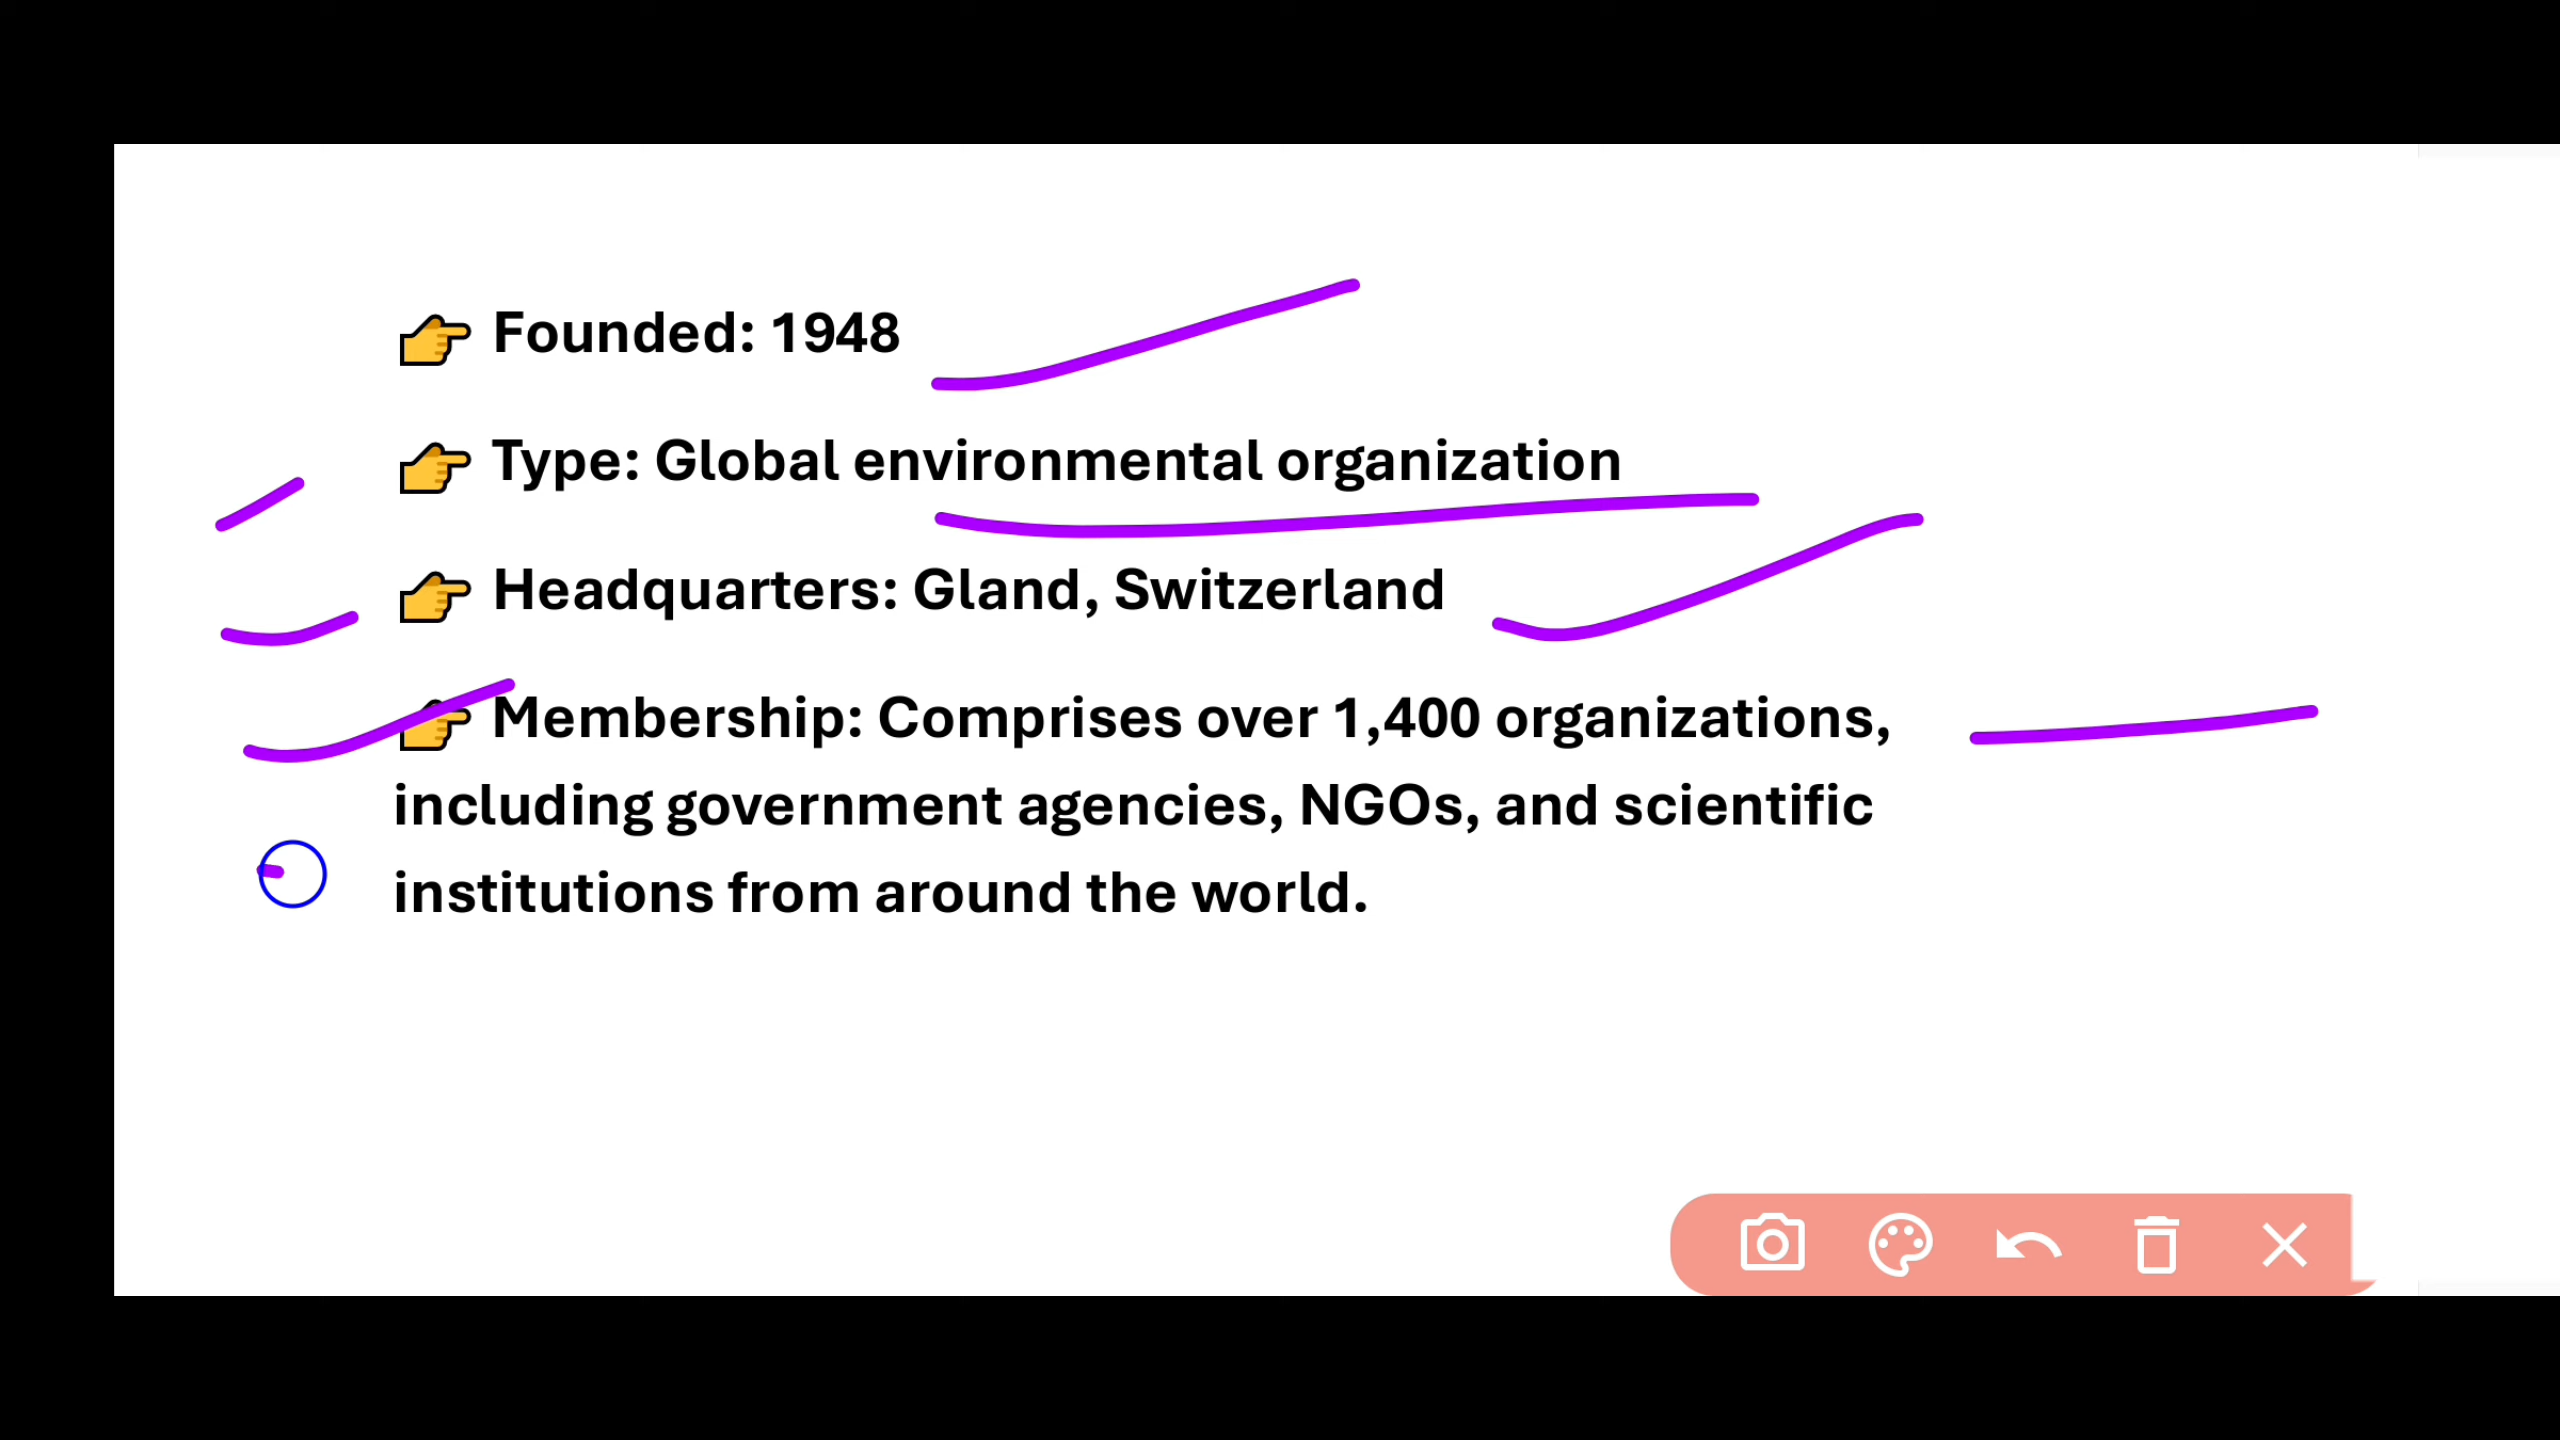 👉 Founded: 1948
👉 Type: Global environmental organization
👉 Headquarters: Gland, Switzerland
👉 Membership: Comprises over 1,400 organizations,
including government agencies, NGOs, and scientific
institutions from around the world.